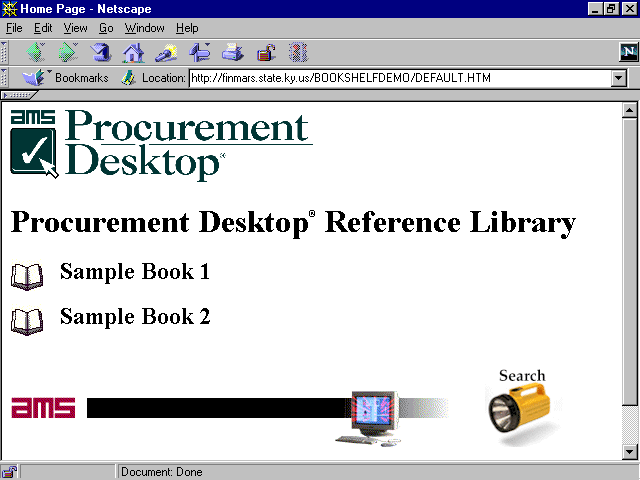 Home Page - Netscape
File Edit View Go Window Help
N
Bookmarks Location: http://finmars.state.ky.us/BOOKSHELFDEMO/DEFAULT.HTM
ams Procurement
Desktop®
Procurement Desktop® Reference Library
Sample Book 1
Sample Book 2
Search
ams
Document: Done